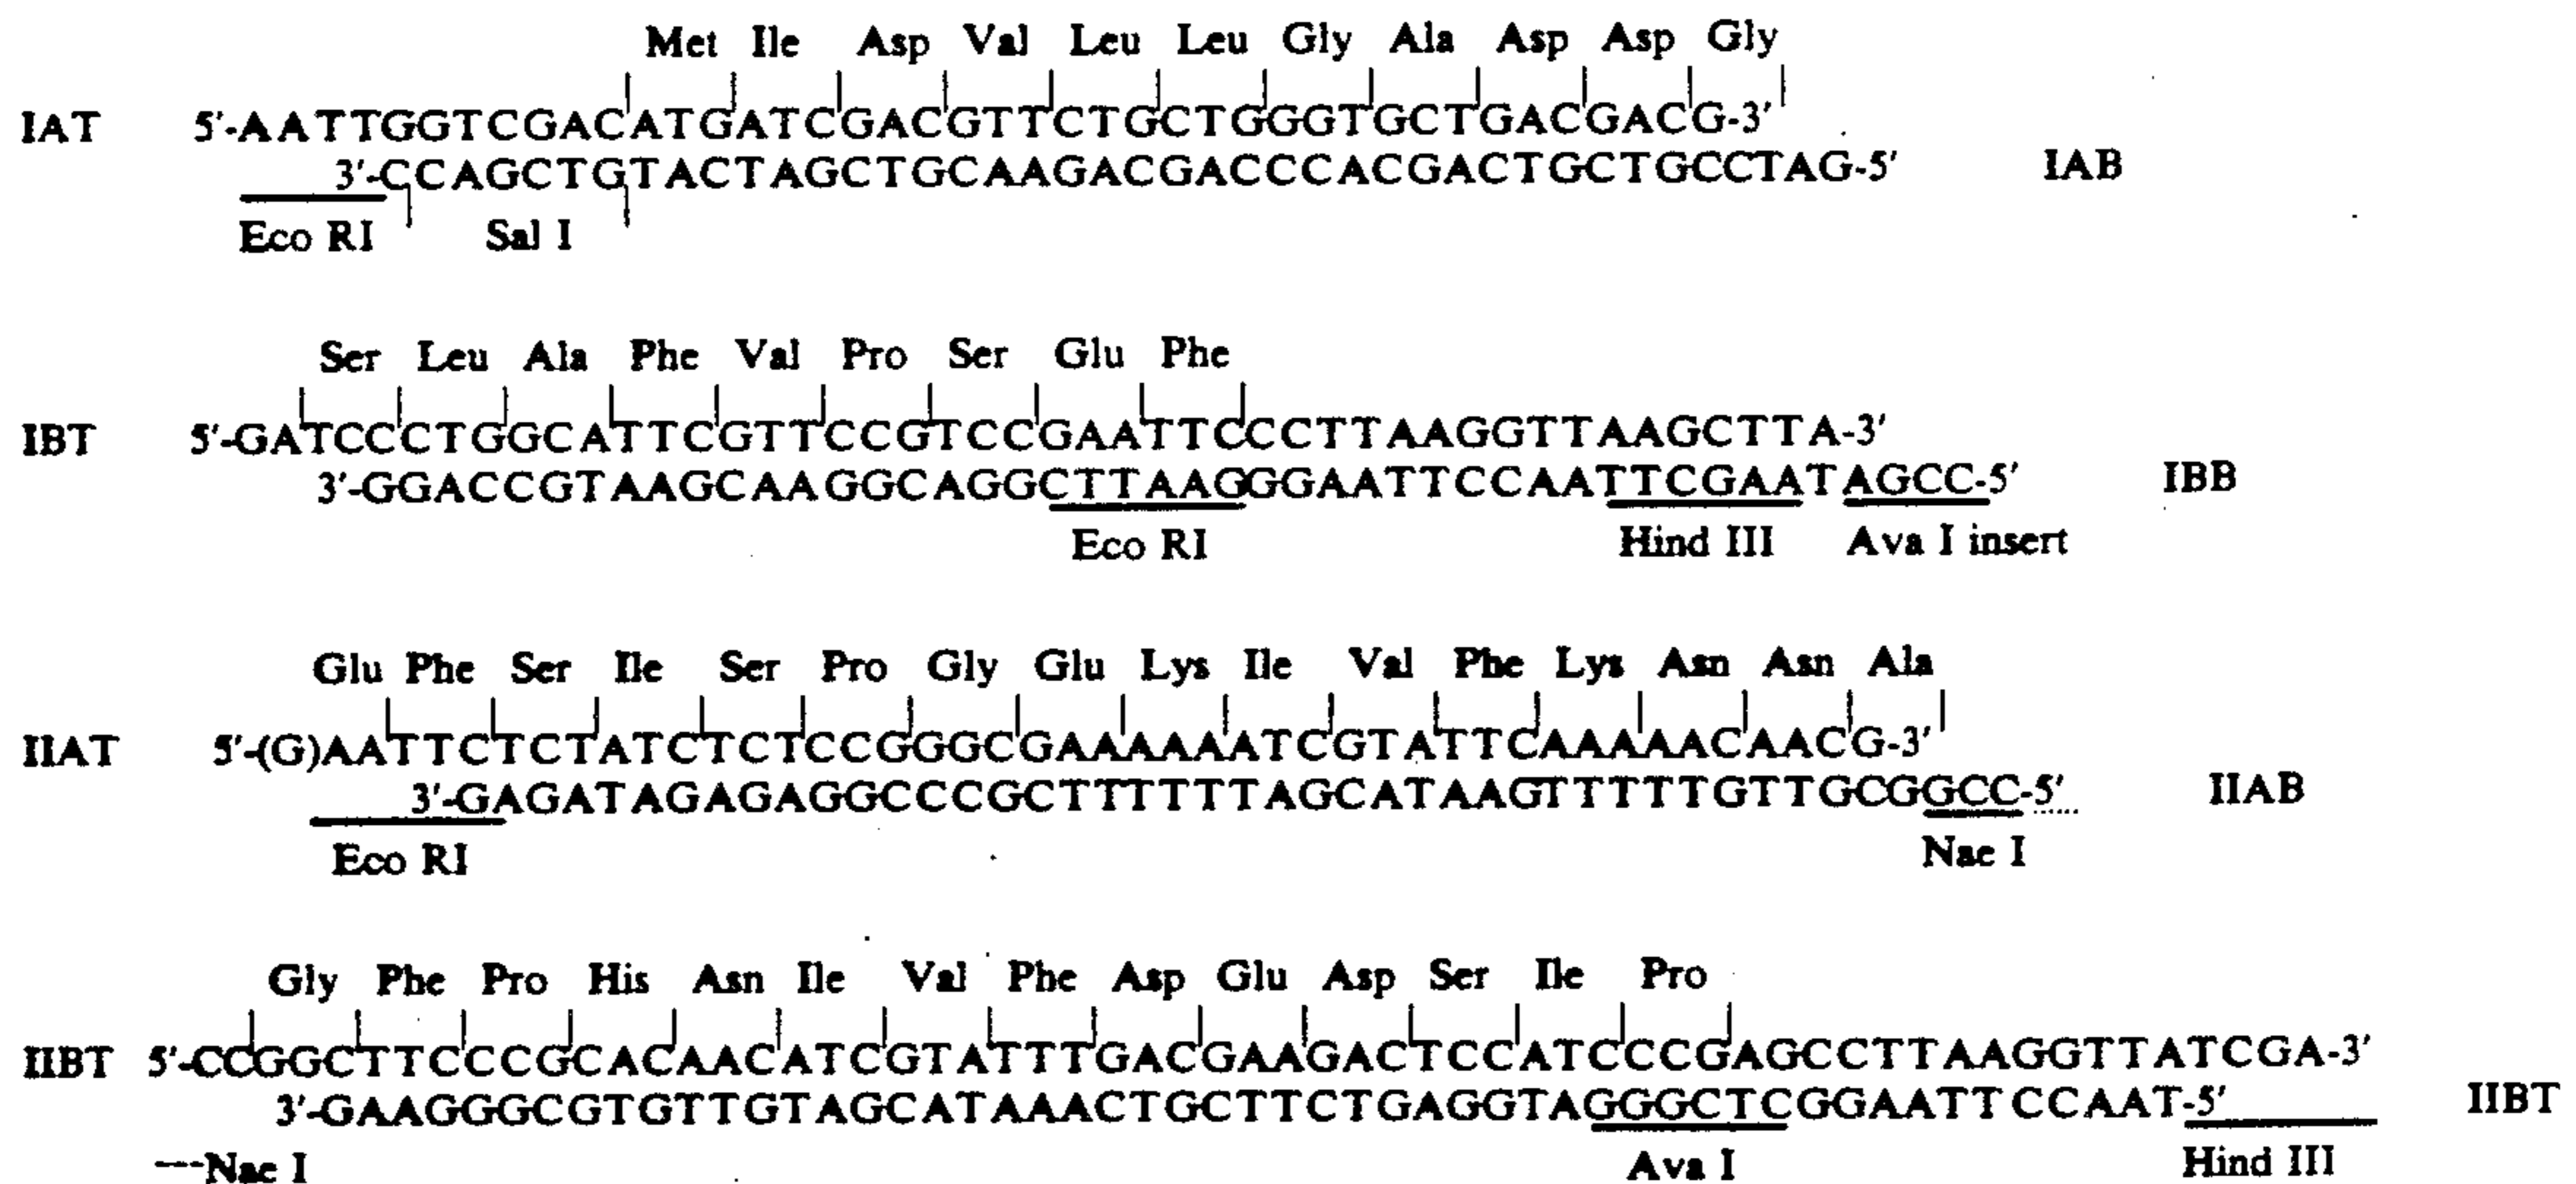 Met Ile Asp Val Leu Leu Gly Ala Asp Asp Gly
IAT 5'-AATTGGTCGACATGATCGACGTTCTGCTGGGTGCTGACGACG-3'
3'-CCAGCTGTACTAGCTGCAAGACGACCCACGACTGCTGCCTAG-5' IAB
Eco RI Sal I
Ser Leu Ala Phe Val Pro Ser Glu Phe
IBT 5'-GATCCCTGGCATTCGTTCCGTCCGAATTCCCTTAAGGTTAAGCTTA-3'
3'-GGACCGTAAGCAAGGCAGGCTTAAGGGAATTCCAATTCGAATAGCC-5' IBB
Eco RI Hind III Ava I insert
Glu Phe Ser Ile Ser Pro Gly Glu Lys Ile Val Phe Lys Asn Asn Ala
IIAT 5'-(G)AATTCTCTATCTCTCCGGGCGAAAAAATCGTATTCAAAAACAACG-3'
3'-GAGATAGAGAGGCCCGCTTTTTTAGCATAAGTTTTTGTTGCGGCC-5' IIAB
Eco RI Nae I
Gly Phe Pro His Asn Ile Val Phe Asp Glu Asp Ser Ile Pro
IIBT 5'-CCGGCTTCCCGCACAACATCGTATTTGACGAAGACTCCATCCCGAGCCTTAAGGTTATCGA-3'
3'-GAAGGGCGTGTTGTAGCATAAACTGCTTCTGAGGTAGGGCTCGGAATTCCAAT-5' IIBT
---Nae I Ava I Hind III